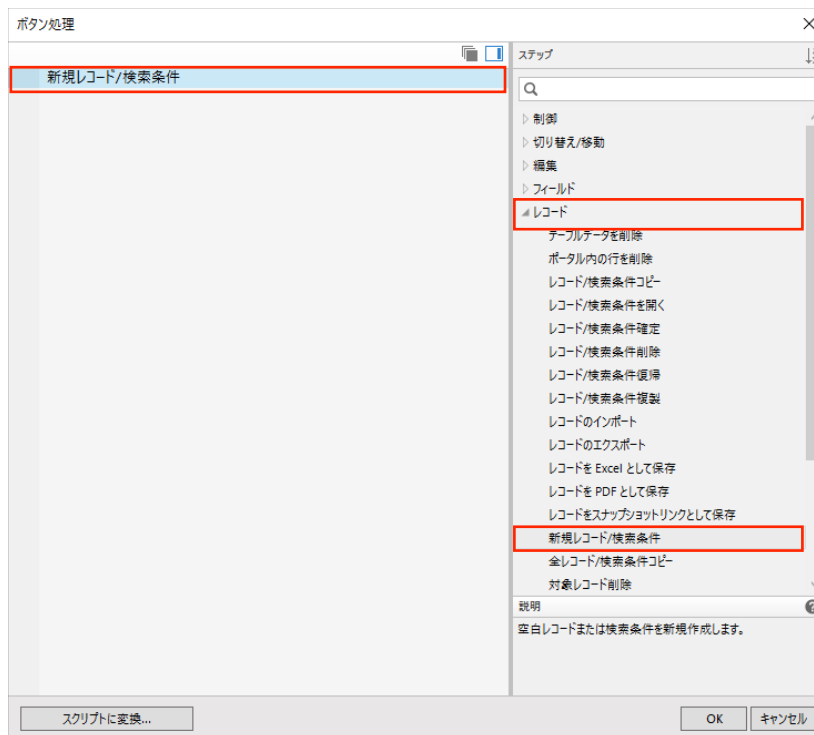 ボタン処理
新規レコード/検索条件
ステップ
制御
切り替え/移動
編集
フィールド
レコード
テーブルデータを削除
ポータル内の行を削除
レコード/検索条件コピー
レコード/検索条件を開く
レコード/検索条件確定
レコード/検索条件削除
レコード/検索条件復帰
レコード/検索条件複製
レコードのインポート
レコードのエクスポート
レコードを Excel として保存
レコードを PDF として保存
レコードをスナップショットリンクとして保存
新規レコード/検索条件
全レコード/検索条件コピー
対象レコード削除
説明
空白レコードまたは検索条件を新規作成します。
スクリプトに変換...
OK
キャンセル